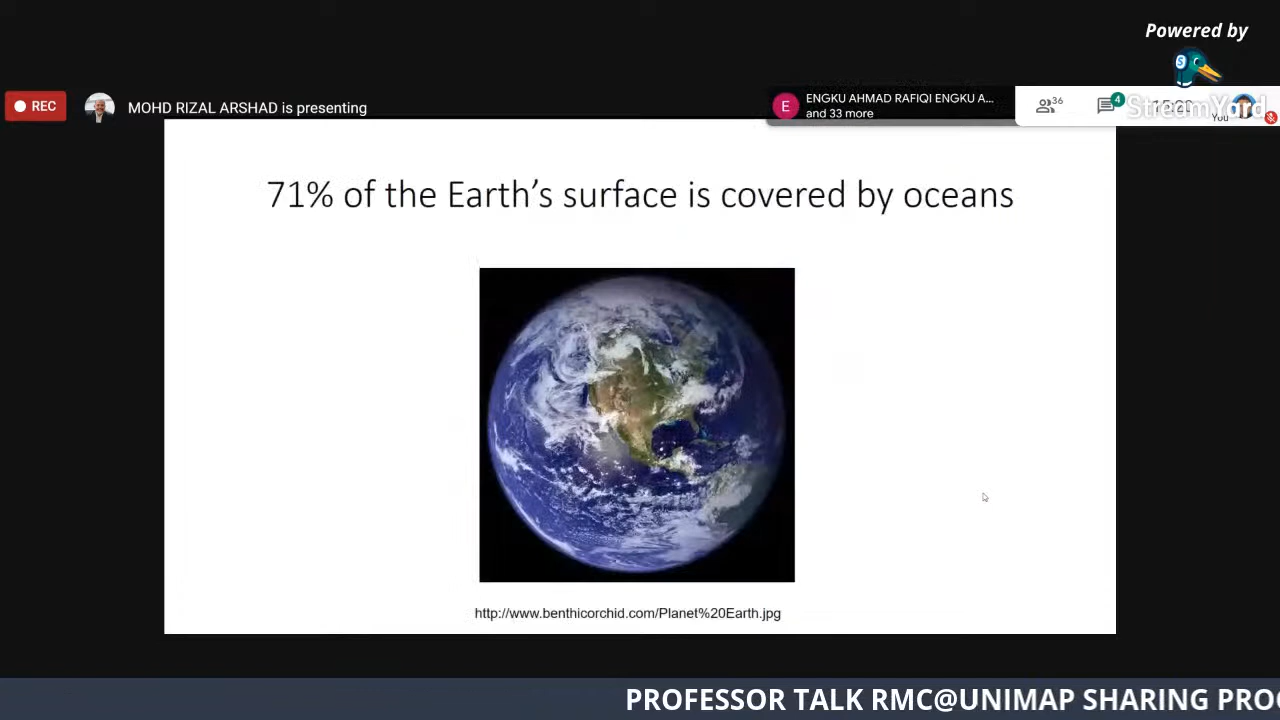 Powered by
REC
MOHD RIZAL ARSHAD is presenting
E
ENGKU AHMAD RAFIQI ENGKU A...
and 33 more
36
4
StreamYard
You
71% of the Earth's surface is covered by oceans
http://www.benthicorchid.com/Planet%20Earth.jpg
PROFESSOR TALK RMC@UNIMAP SHARING PROG